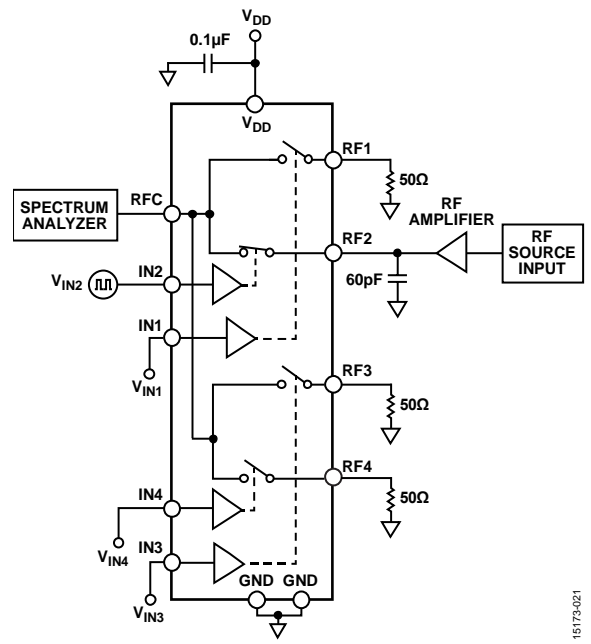 VDD
0.1µF
VDD
RF1
50Ω
SPECTRUM
ANALYZER
RFC
RF
AMPLIFIER
RF2
RF
SOURCE
INPUT
60pF
VIN2
IN2
IN1
VIN1
RF3
50Ω
RF4
50Ω
IN4
VIN4
IN3
VIN3
GND GND
15173-021